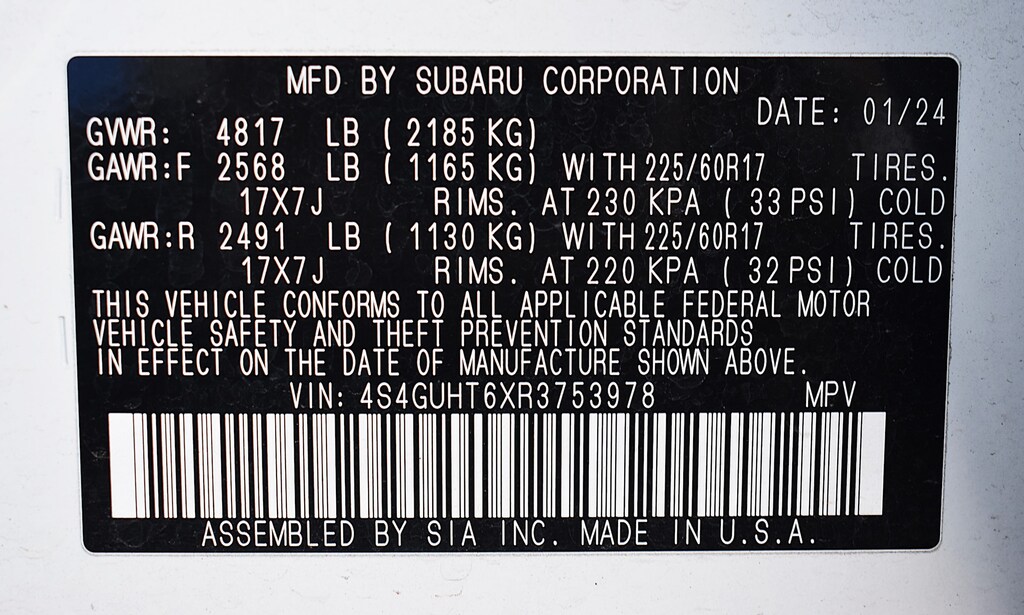 MFD BY SUBARU CORPORATION
DATE: 01/24
GVWR: 4817 LB ( 2185 KG)
GAWR:F 2568 LB ( 1165 KG) WITH 225/60R17 TIRES.
17X7J RIMS. AT 230 KPA ( 33 PSI) COLD
GAWR:R 2491 LB ( 1130 KG) WITH 225/60R17 TIRES.
17X7J RIMS. AT 220 KPA ( 32 PSI) COLD
THIS VEHICLE CONFORMS TO ALL APPLICABLE FEDERAL MOTOR
VEHICLE SAFETY AND THEFT PREVENTION STANDARDS
IN EFFECT ON THE DATE OF MANUFACTURE SHOWN ABOVE.
VIN: 4S4GUHT6XR3753978 MPV
ASSEMBLED BY SIA INC. MADE IN U.S.A.